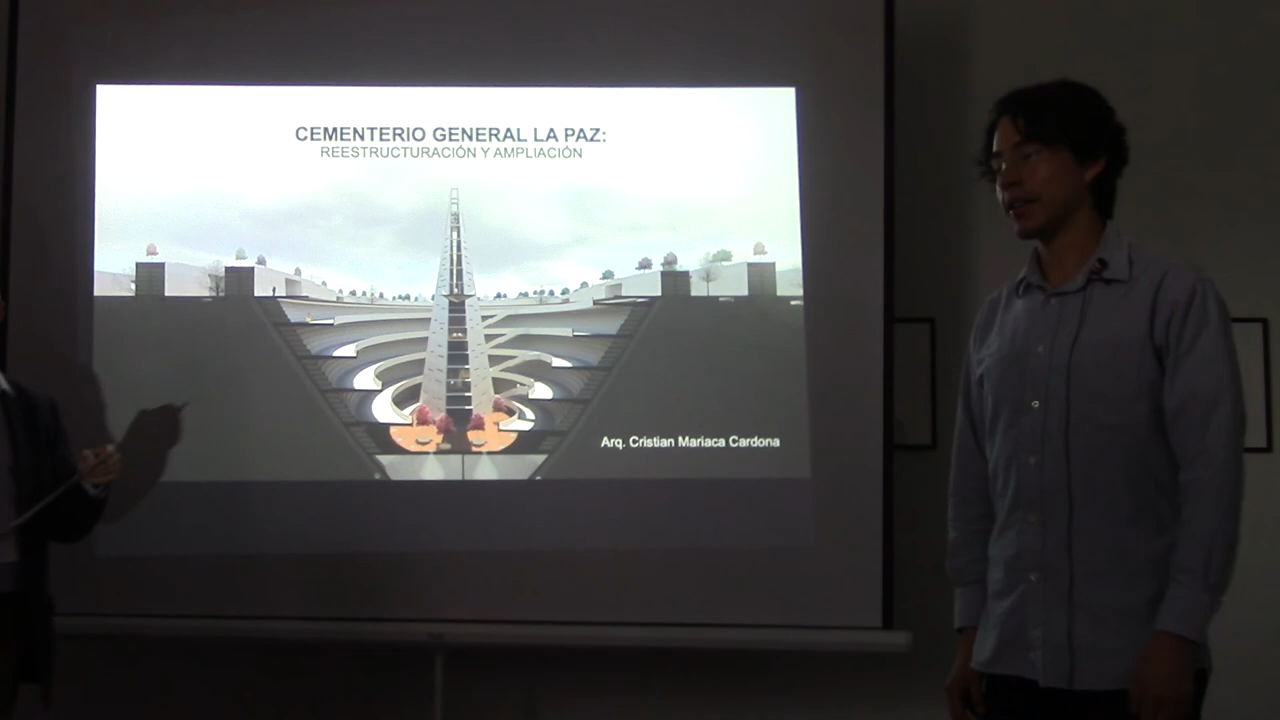 CEMENTERIO GENERAL LA PAZ:
REESTRUCTURACIÓN Y AMPLIACIÓN
Arq. Cristian Mariaca Cardona